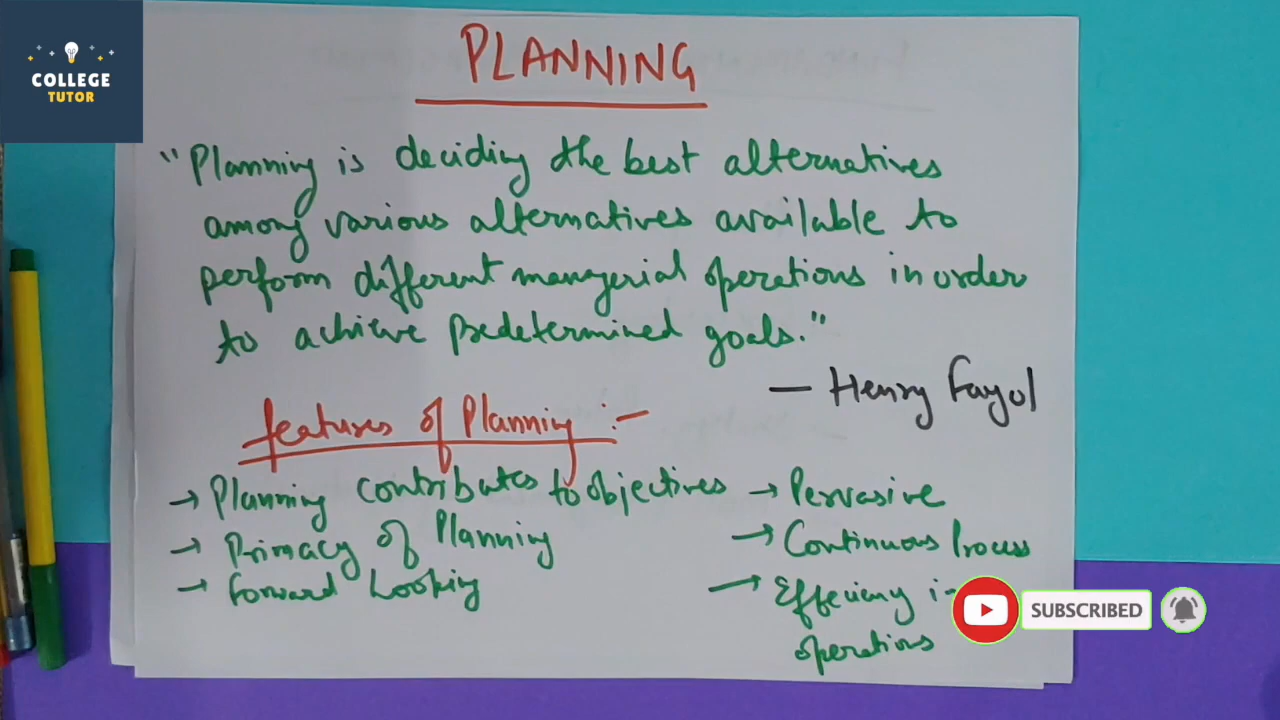 COLLEGE
TUTOR
PLANNING
"Planning is deciding the best alternatives
among various alternatives available to
perform different managerial operations in order
to achieve predetermined goals."
— Henry Fayol
features of Planning :-
→ Planning contributes to objectives
→ Primacy of Planning
→ Forward Looking
→ Pervasive
→ Continuous Process
→ Effeciency
operations
SUBSCRIBED